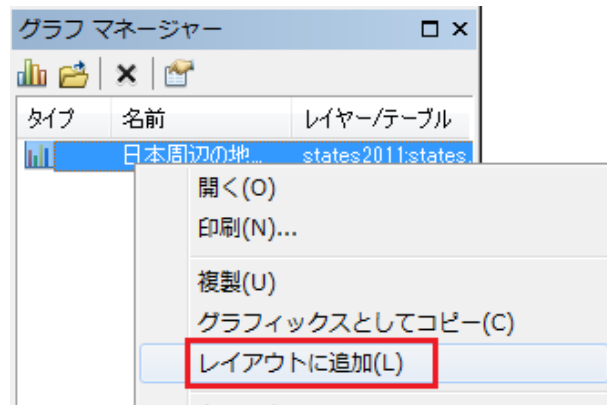 グラフ マネージャー
タイプ 名前 レイヤー/テーブル
日本周辺の地... states2011:states.
開く(O)
印刷(N)...
複製(U)
グラフィックスとしてコピー(C)
レイアウトに追加(L)